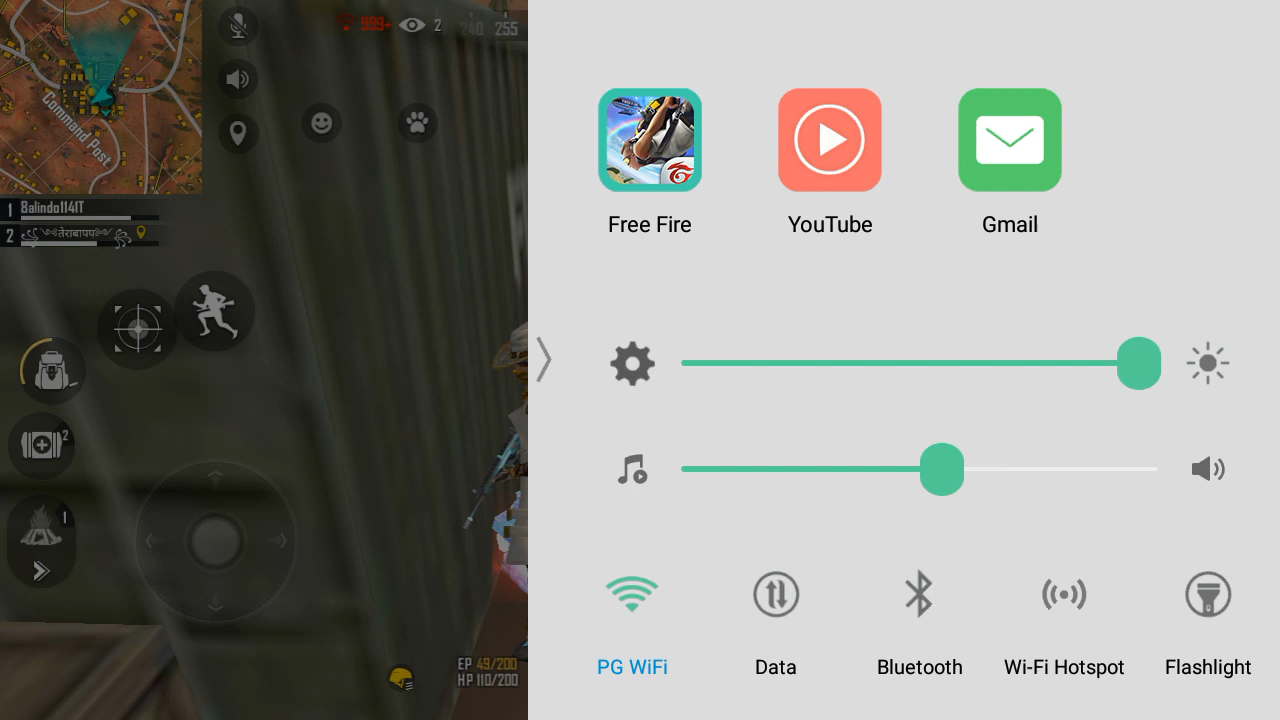 999+ 2 240 255
Command Post
1 Balindo114IT
2 तेराबापप
2
1
EP 49/200
HP 110/200
Free Fire YouTube Gmail
PG WiFi Data Bluetooth Wi-Fi Hotspot Flashlight